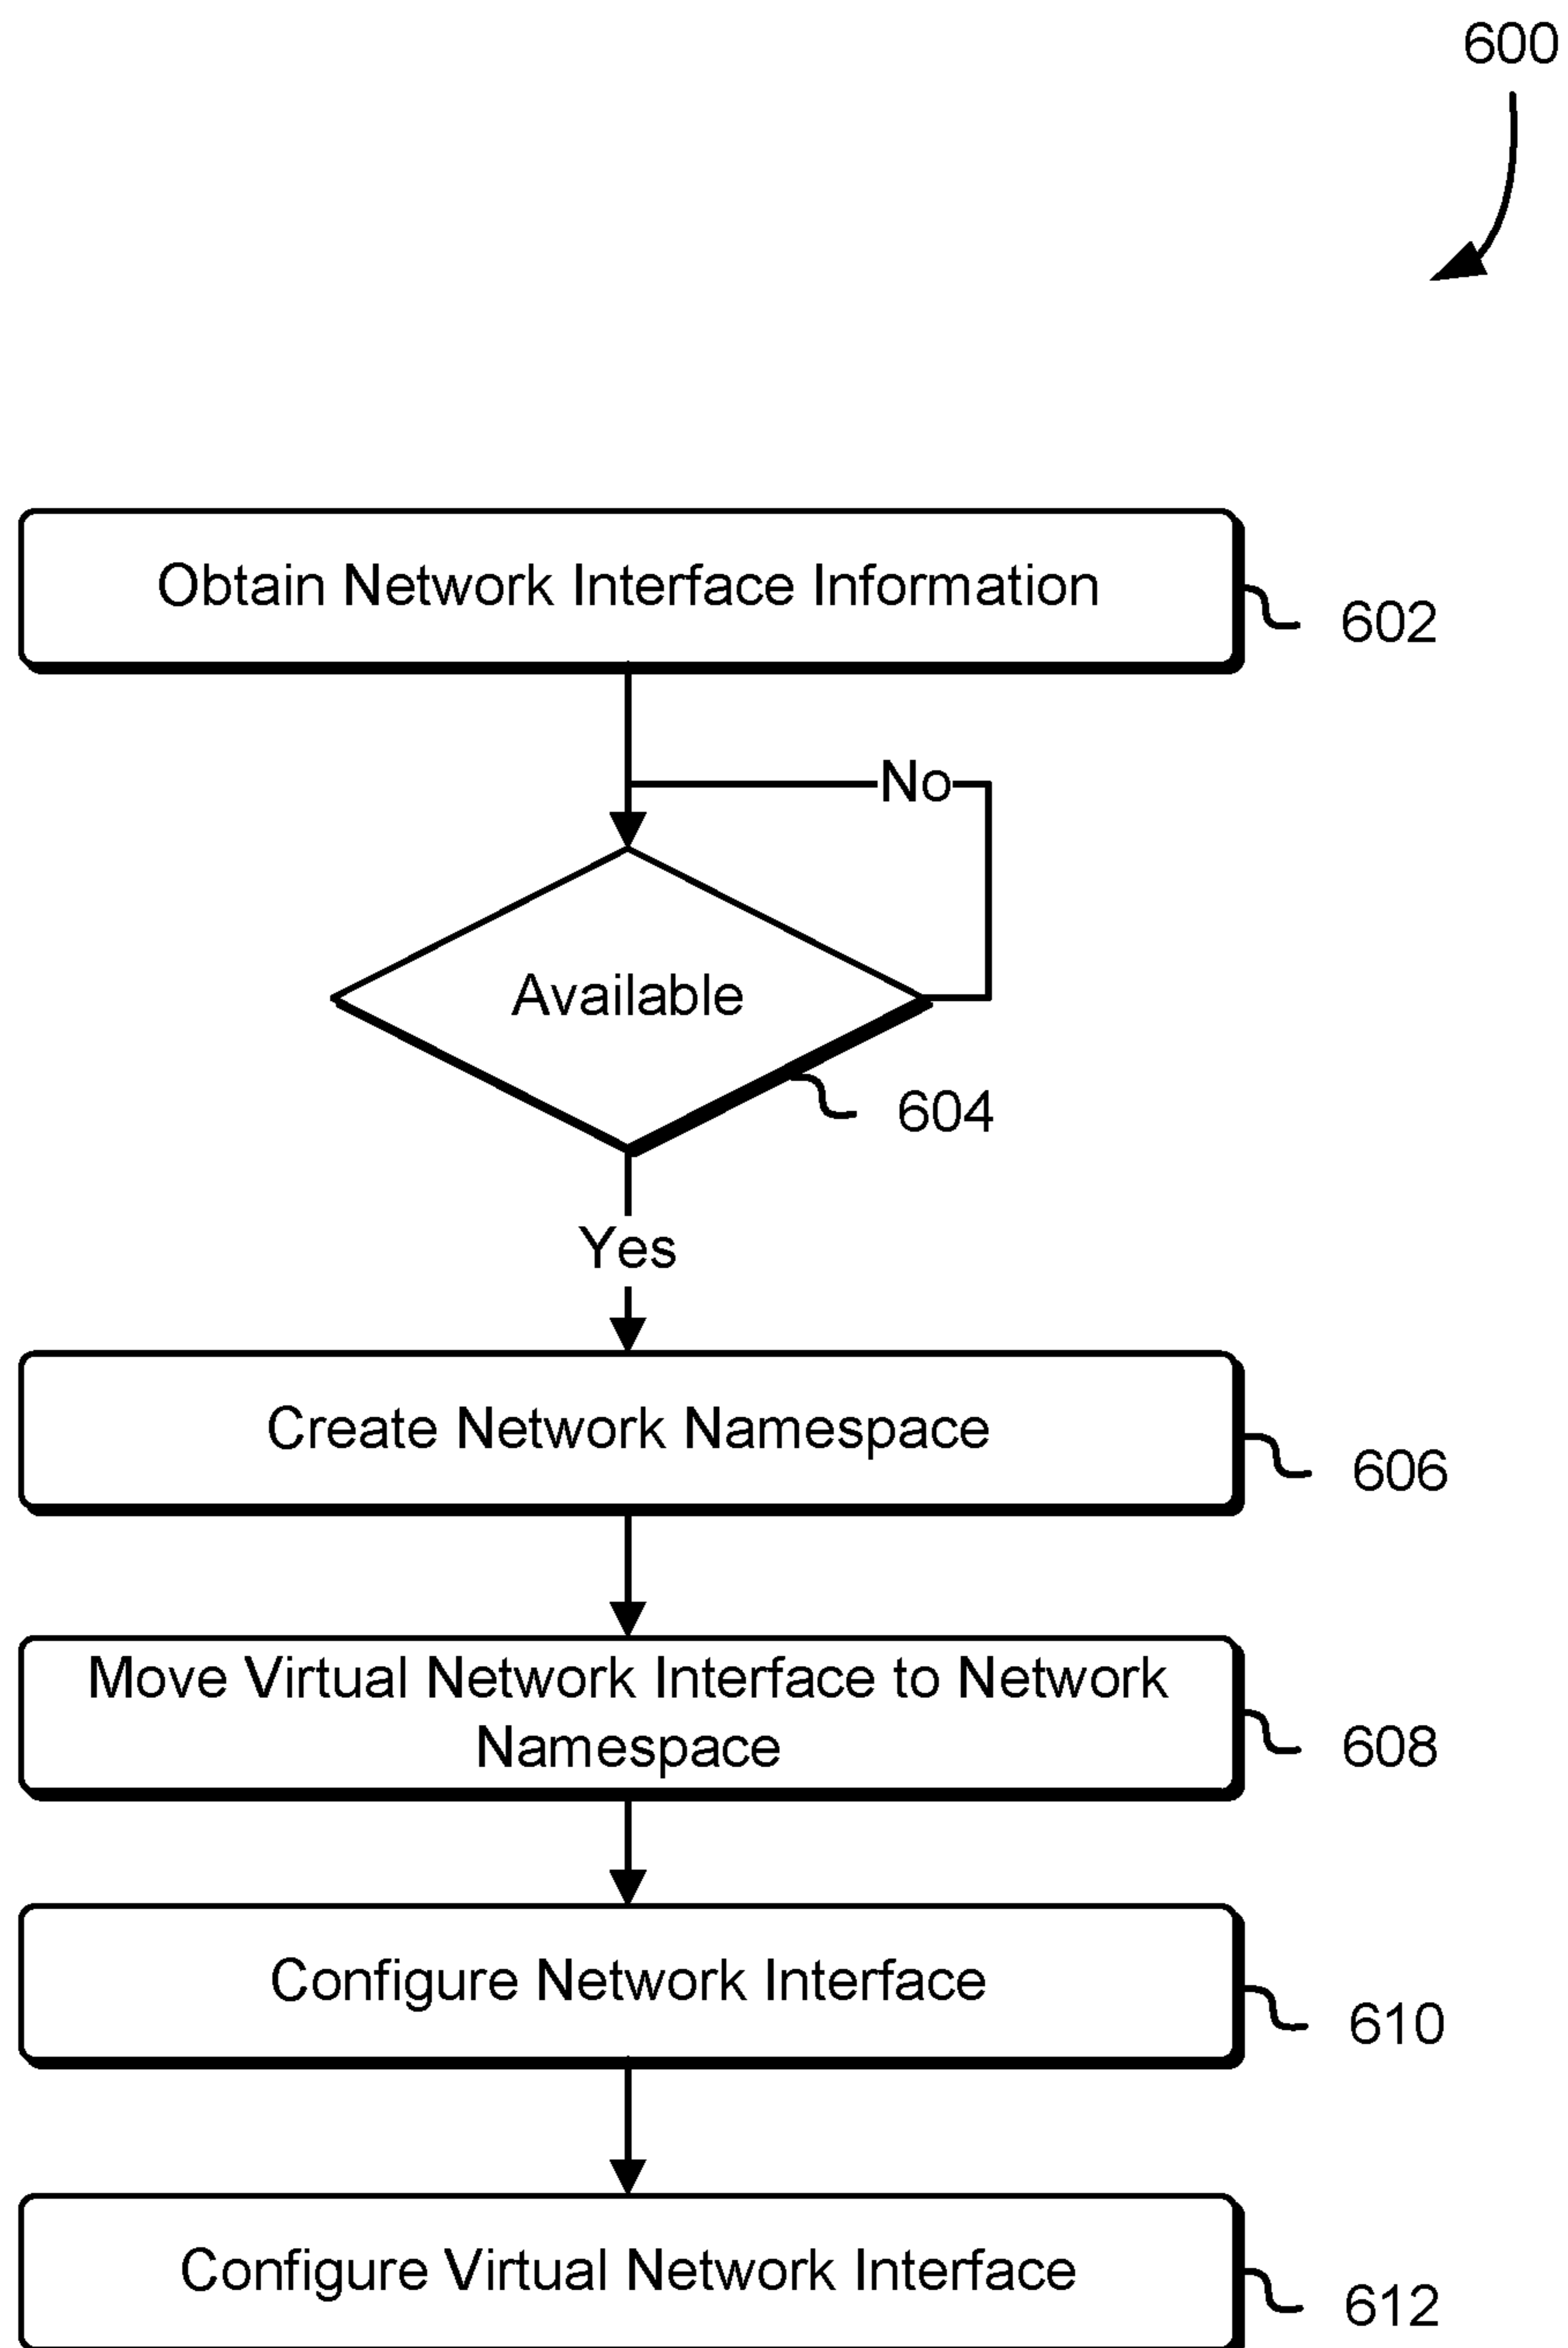 600
Obtain Network Interface Information
602
No
Available
604
Yes
Create Network Namespace
606
Move Virtual Network Interface to Network
Namespace
608
Configure Network Interface
610
Configure Virtual Network Interface
612